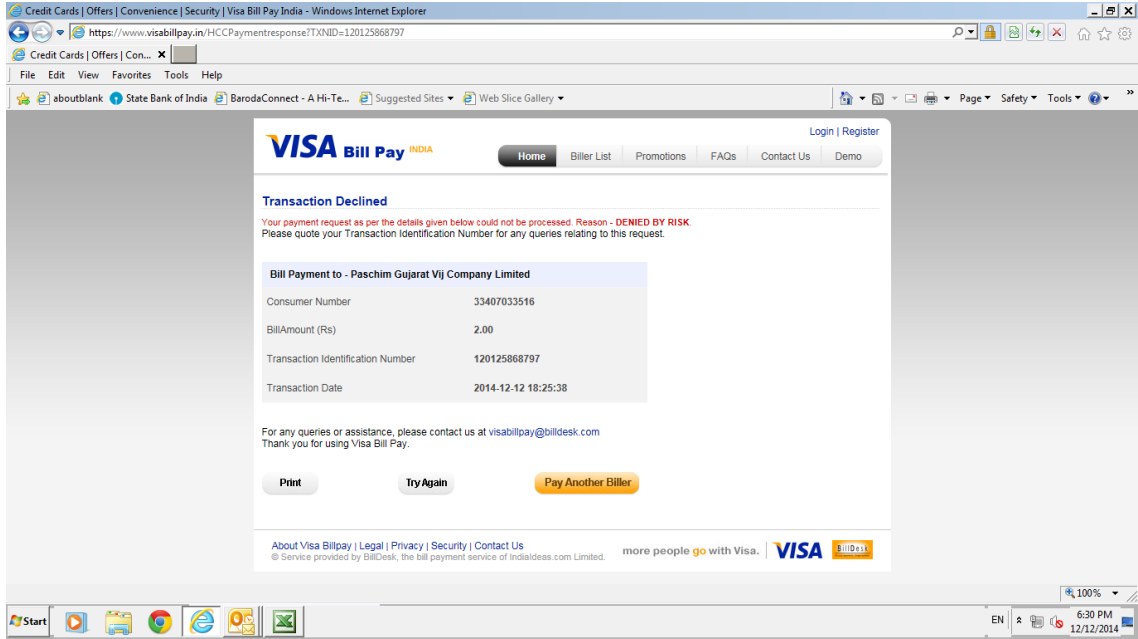 Credit Cards | Offers | Convenience | Security | Visa Bill Pay India - Windows Internet Explorer
https://www.visabillpay.in/HCCPaymentresponse?TXNID=120125868797
Credit Cards | Offers | Con...
File Edit View Favorites Tools Help
aboutblank State Bank of India BarodaConnect - A Hi-Te... Suggested Sites Web Slice Gallery Page Safety Tools
Login | Register
VISA Bill Pay INDIA
Home Biller List Promotions FAQs Contact Us Demo
Transaction Declined
Your payment request as per the details given below could not be processed. Reason - DENIED BY RISK.
Please quote your Transaction Identification Number for any queries relating to this request.
Bill Payment to - Paschim Gujarat Vij Company Limited
Consumer Number 33407033516
BillAmount (Rs) 2.00
Transaction Identification Number 120125868797
Transaction Date 2014-12-12 18:25:38
For any queries or assistance, please contact us at visabillpay@billdesk.com
Thank you for using Visa Bill Pay.
Print Try Again Pay Another Biller
About Visa Billpay | Legal | Privacy | Security | Contact Us
© Service provided by BillDesk, the bill payment service of IndiaIdeas.com Limited.
more people go with Visa. VISA BillDesk
100%
Start EN 6:30 PM
12/12/2014